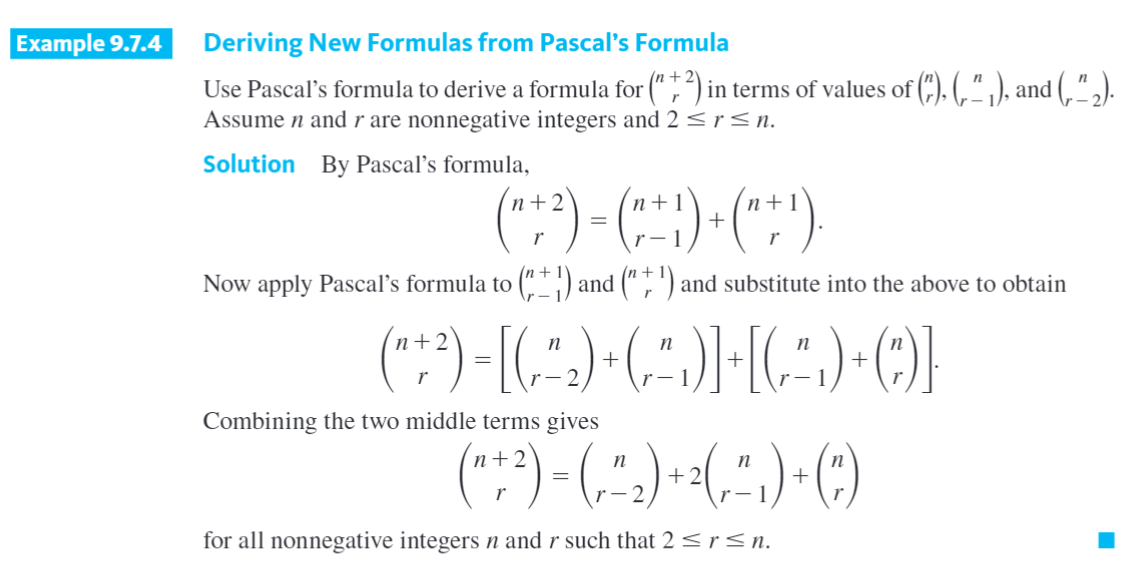 Example 9.7.4 Deriving New Formulas from Pascal's Formula
Use Pascal's formula to derive a formula for $\binom{n+2}{r}$ in terms of values of $\binom{n}{r}$, $\binom{n}{r-1}$, and $\binom{n}{r-2}$.
Assume n and r are nonnegative integers and 2 ≤ r ≤ n.
Solution By Pascal's formula,
$\binom{n+2}{r} = \binom{n+1}{r-1} + \binom{n+1}{r}.$
Now apply Pascal's formula to $\binom{n+1}{r-1}$ and $\binom{n+1}{r}$ and substitute into the above to obtain
$\binom{n+2}{r} = \left[\binom{n}{r-2} + \binom{n}{r-1}\right] + \left[\binom{n}{r-1} + \binom{n}{r}\right].$
Combining the two middle terms gives
$\binom{n+2}{r} = \binom{n}{r-2} + 2\binom{n}{r-1} + \binom{n}{r}$
for all nonnegative integers n and r such that 2 ≤ r ≤ n.